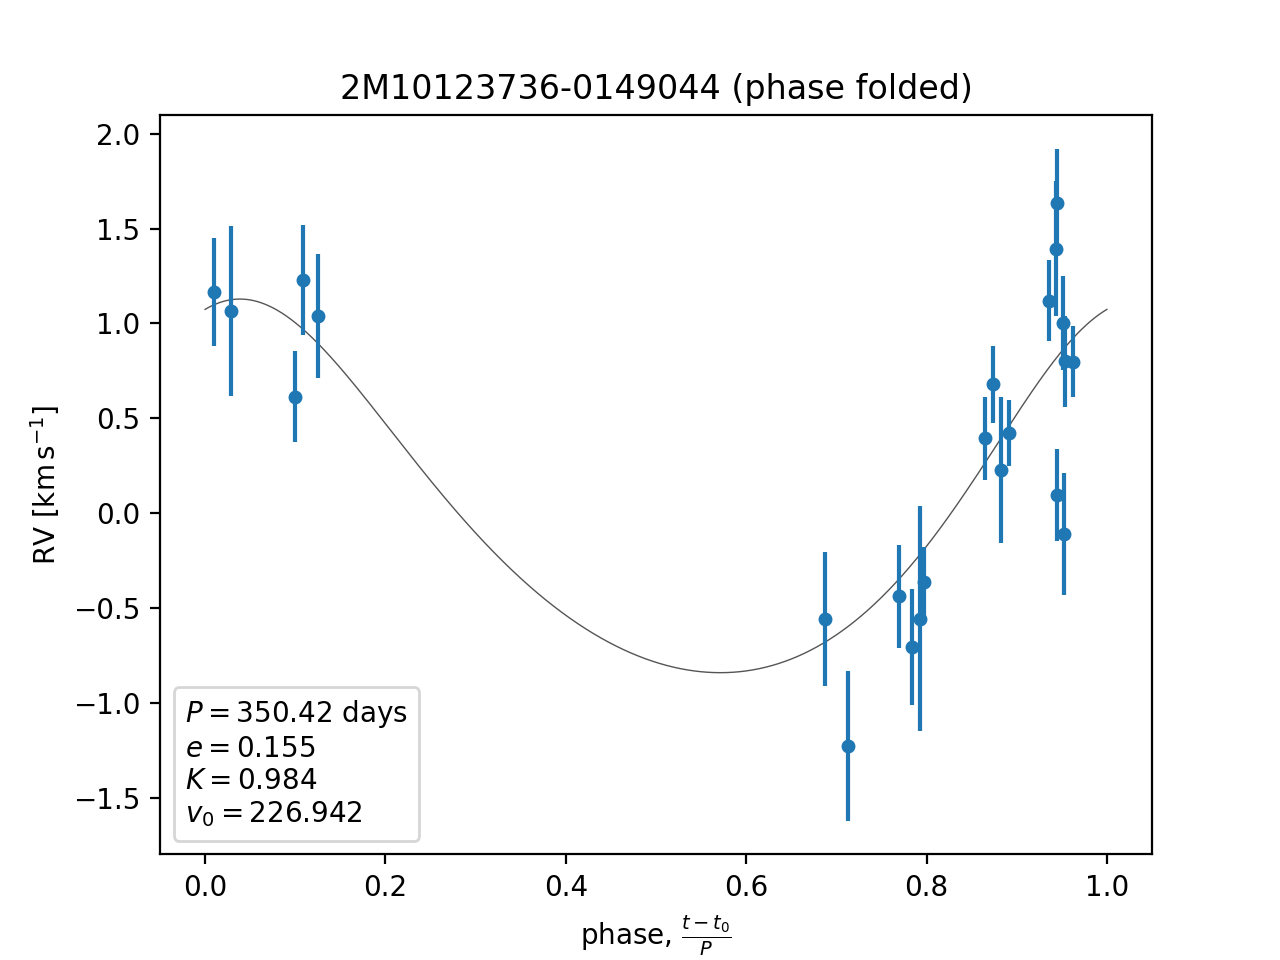 2M10123736-0149044 (phase folded)
2.0
1.5
1.0
0.5
0.0
−0.5
−1.0
−1.5
RV [km s⁻¹]
P = 350.42 days
e = 0.155
K = 0.984
v₀ = 226.942
0.0 0.2 0.4 0.6 0.8 1.0
phase, (t − t₀)/P